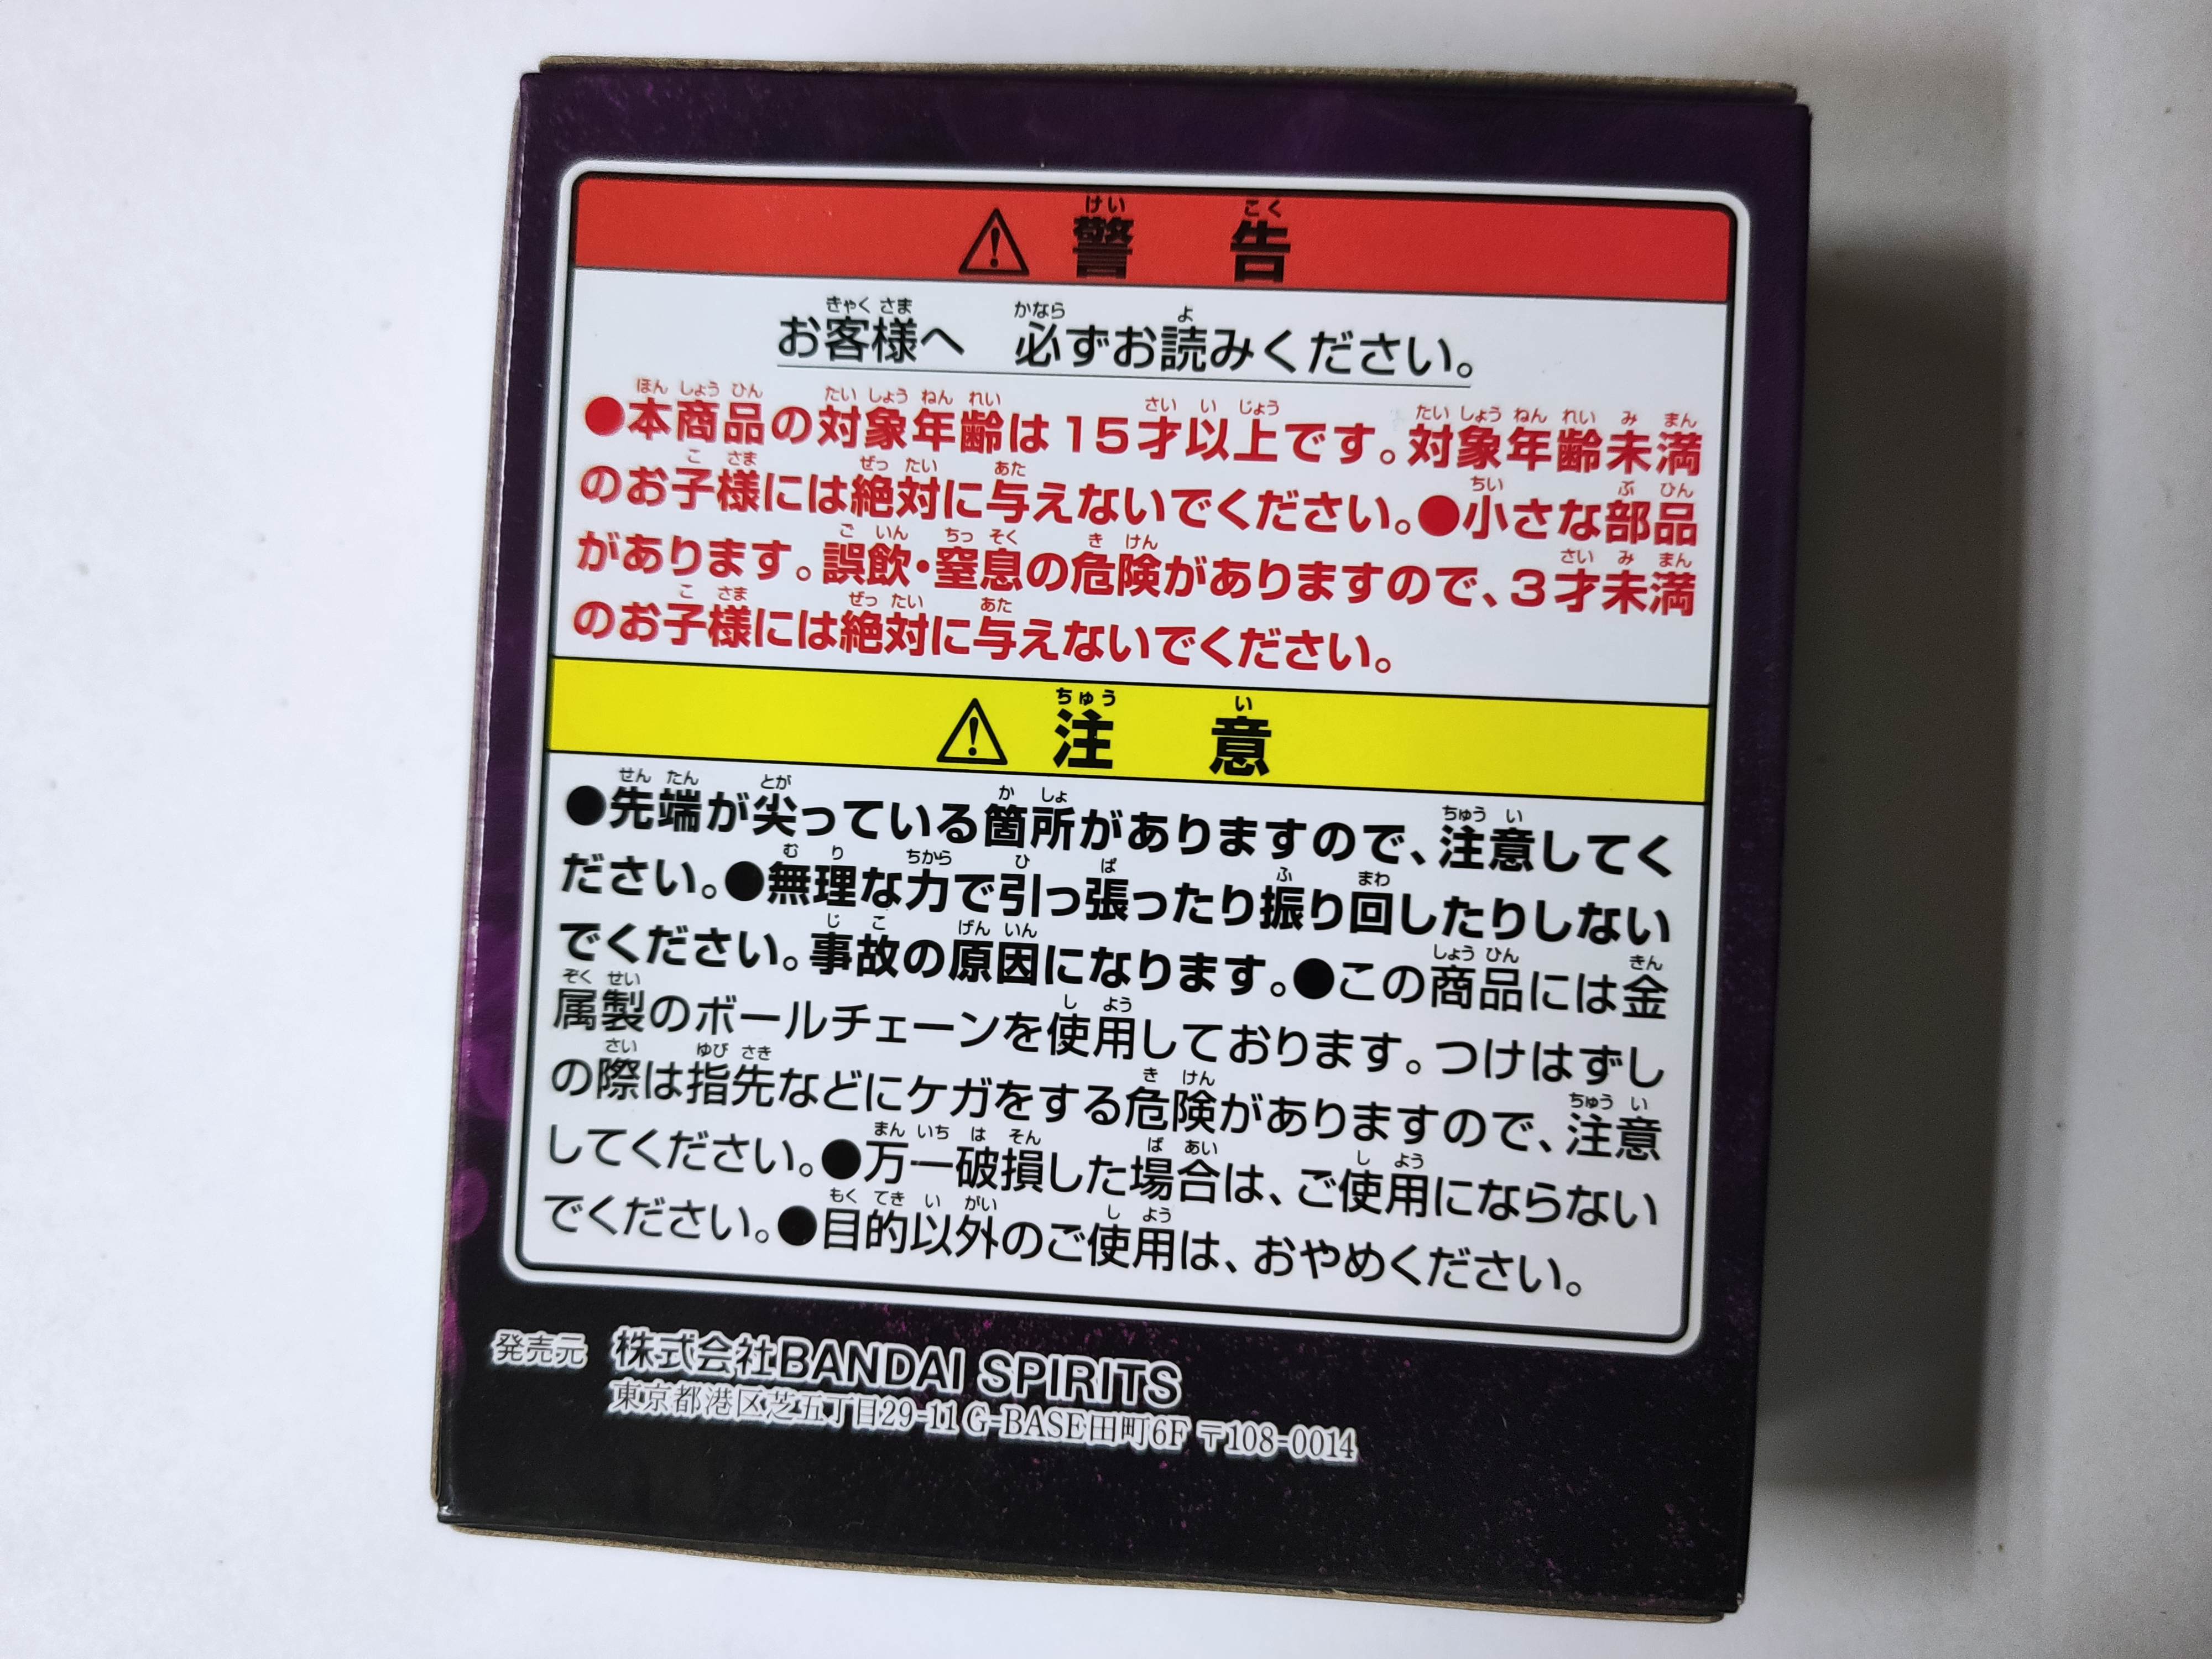 ⚠ 警告
お客様へ 必ずお読みください。
●本商品の対象年齢は15才以上です。対象年齢未満
のお子様には絶対に与えないでください。●小さな部品
があります。誤飲・窒息の危険がありますので、3才未満
のお子様には絶対に与えないでください。
⚠ 注意
●先端が尖っている箇所がありますので、注意してく
ださい。●無理な力で引っ張ったり振り回したりしない
でください。事故の原因になります。●この商品には金
属製のボールチェーンを使用しております。つけはずし
の際は指先などにケガをする危険がありますので、注意
してください。●万一破損した場合は、ご使用にならない
でください。●目的以外のご使用は、おやめください。
発売元 株式会社BANDAI SPIRITS
東京都港区芝五丁目29-11 G-BASE田町6F 〒108-0014